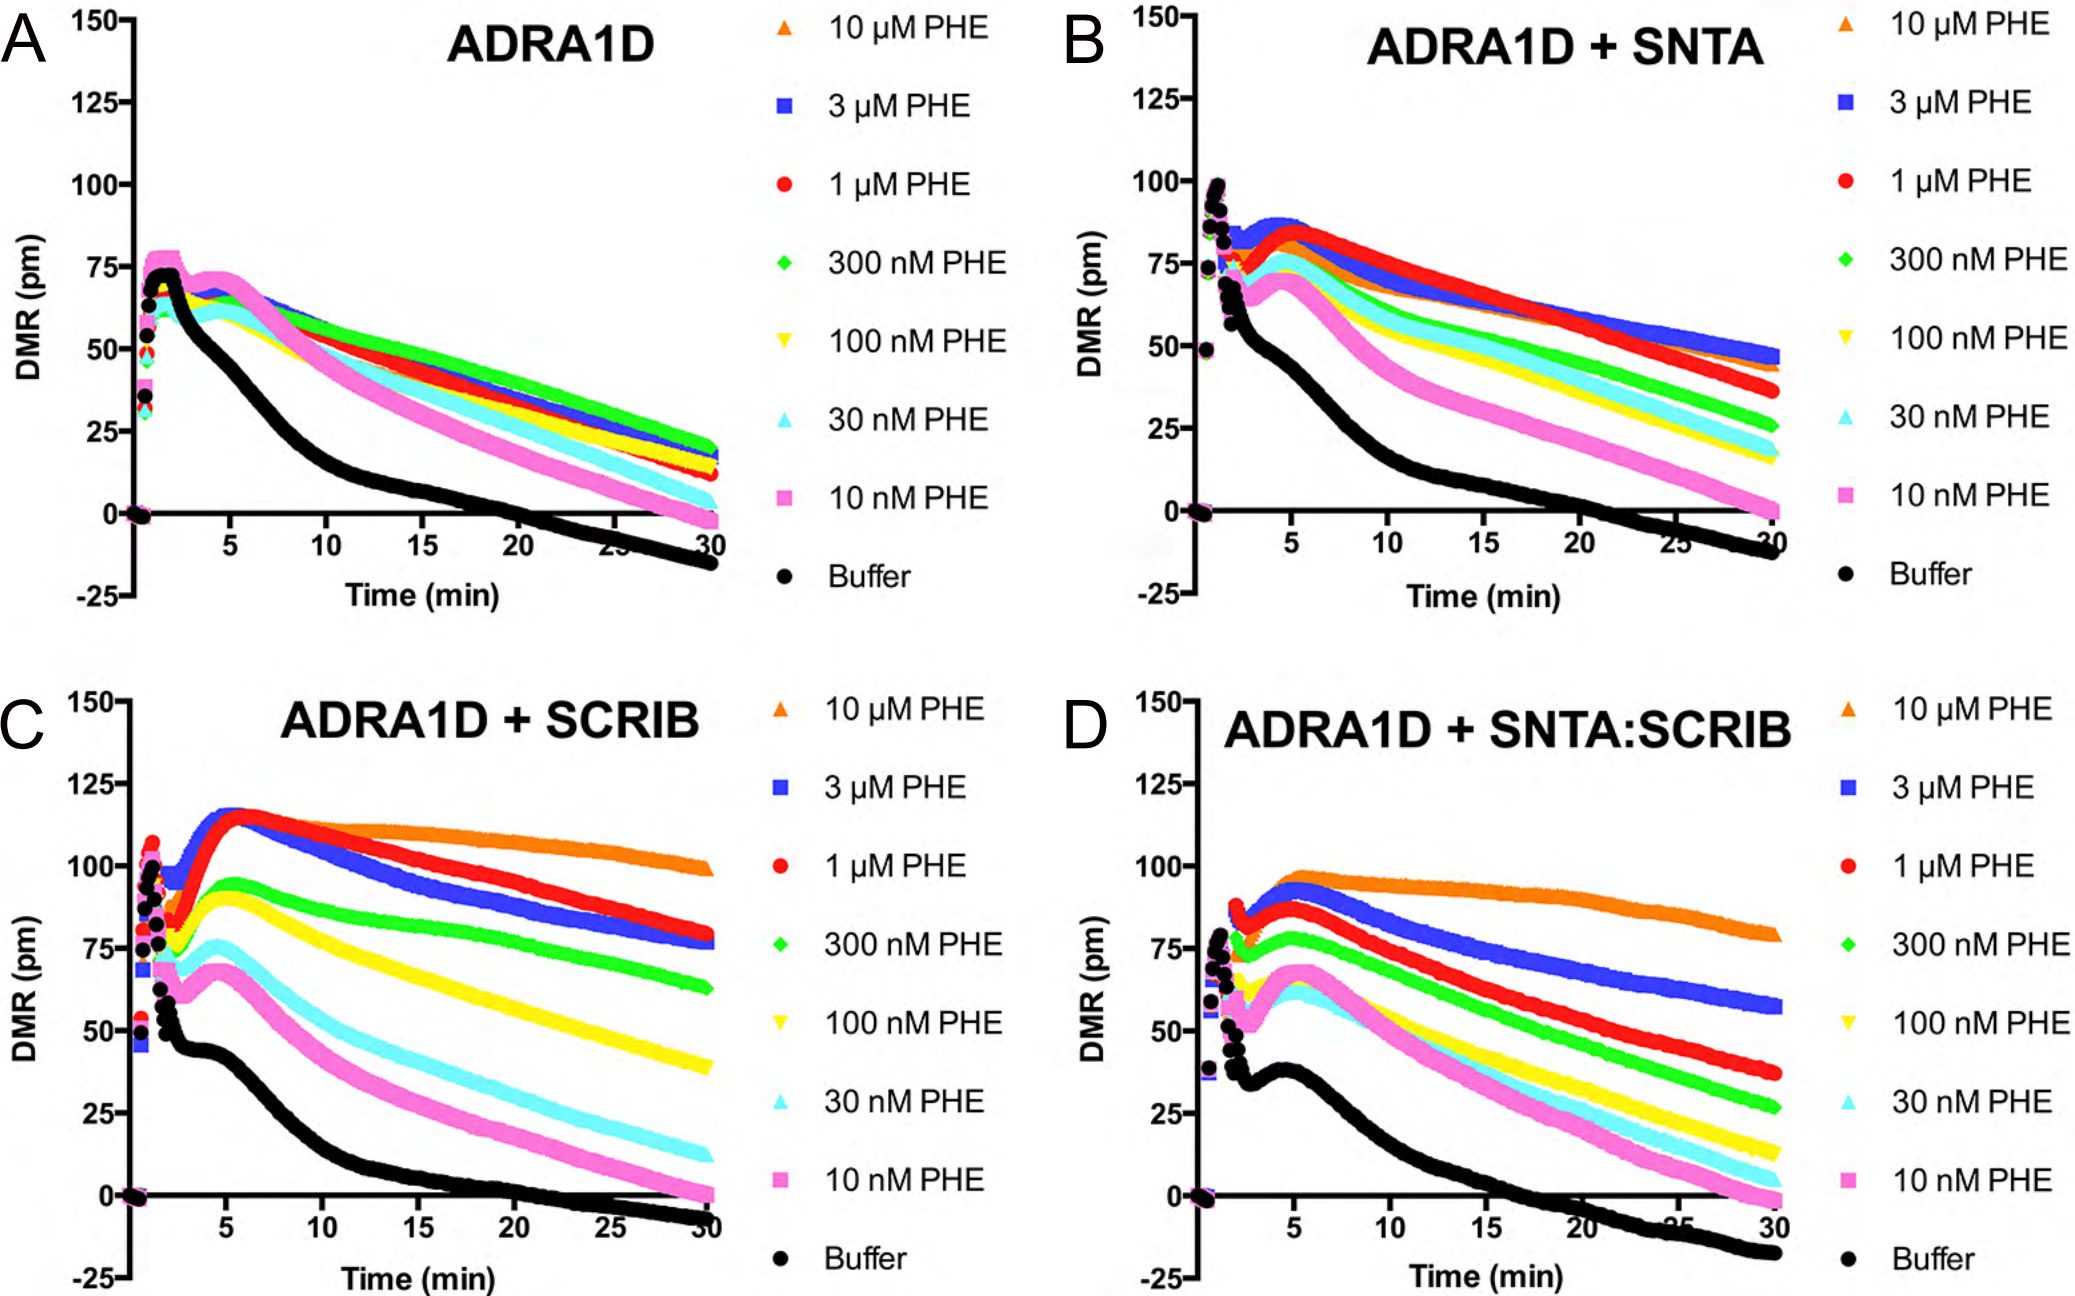 A
ADRA1D
150
125
100
75
50
25
0
-25
5
10
15
20
25
30
DMR (pm)
Time (min)
10 µM PHE
3 µM PHE
1 µM PHE
300 nM PHE
100 nM PHE
30 nM PHE
10 nM PHE
Buffer
B
ADRA1D + SNTA
150
125
100
75
50
25
0
-25
5
10
15
20
25
30
DMR (pm)
Time (min)
10 µM PHE
3 µM PHE
1 µM PHE
300 nM PHE
100 nM PHE
30 nM PHE
10 nM PHE
Buffer
C
ADRA1D + SCRIB
150
125
100
75
50
25
0
-25
5
10
15
20
25
30
DMR (pm)
Time (min)
10 µM PHE
3 µM PHE
1 µM PHE
300 nM PHE
100 nM PHE
30 nM PHE
10 nM PHE
Buffer
D
ADRA1D + SNTA:SCRIB
150
125
100
75
50
25
0
-25
5
10
15
20
25
30
DMR (pm)
Time (min)
10 µM PHE
3 µM PHE
1 µM PHE
300 nM PHE
100 nM PHE
30 nM PHE
10 nM PHE
Buffer